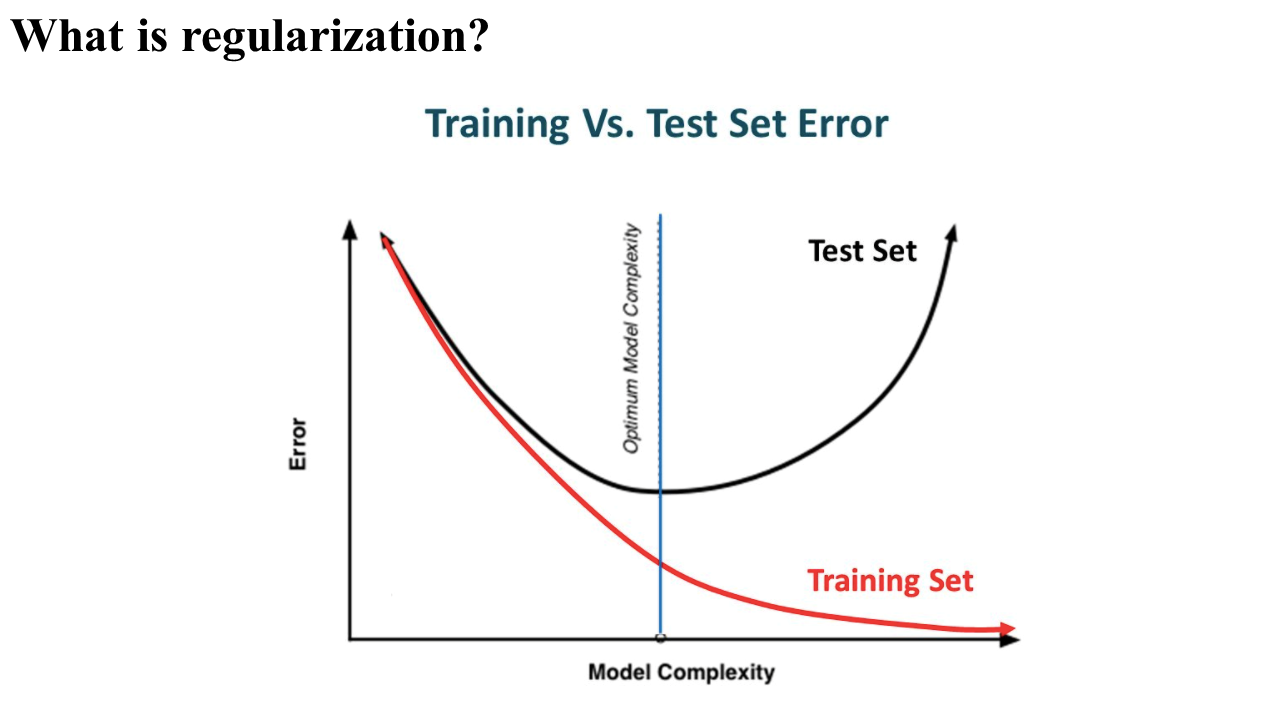 What is regularization?
Training Vs. Test Set Error
Optimum Model Complexity
Test Set
Error
Training Set
Model Complexity